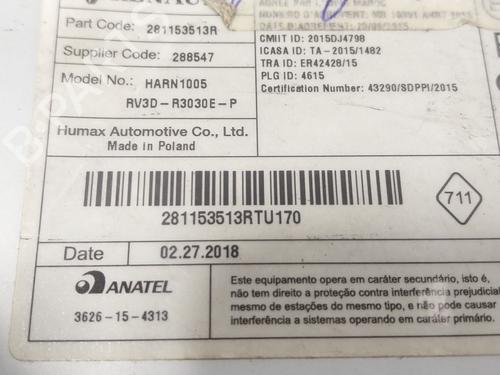 RENAU
Part Code: 281153513R
Supplier Code: 288547
Model No.: HARN1005
RV3D-R3030E-P
Humax Automotive Co., Ltd.
Made in Poland
CMIIT ID: 2015DJ4798
ICASA ID: TA-2015/1482
TRA ID: ER42428/15
PLG ID: 4615
Certification Number: 43290/SDPPI/2015
281153513RTU170
711
Date 02.27.2018
ANATEL
3626-15-4313
Este equipamento opera em caráter secundário, isto é,
não tem direito a proteção contra interferência prejudicial
mesmo de estações do mesmo tipo, e não pode causar
interferência a sistemas operando em caráter primário.
B-PARTS